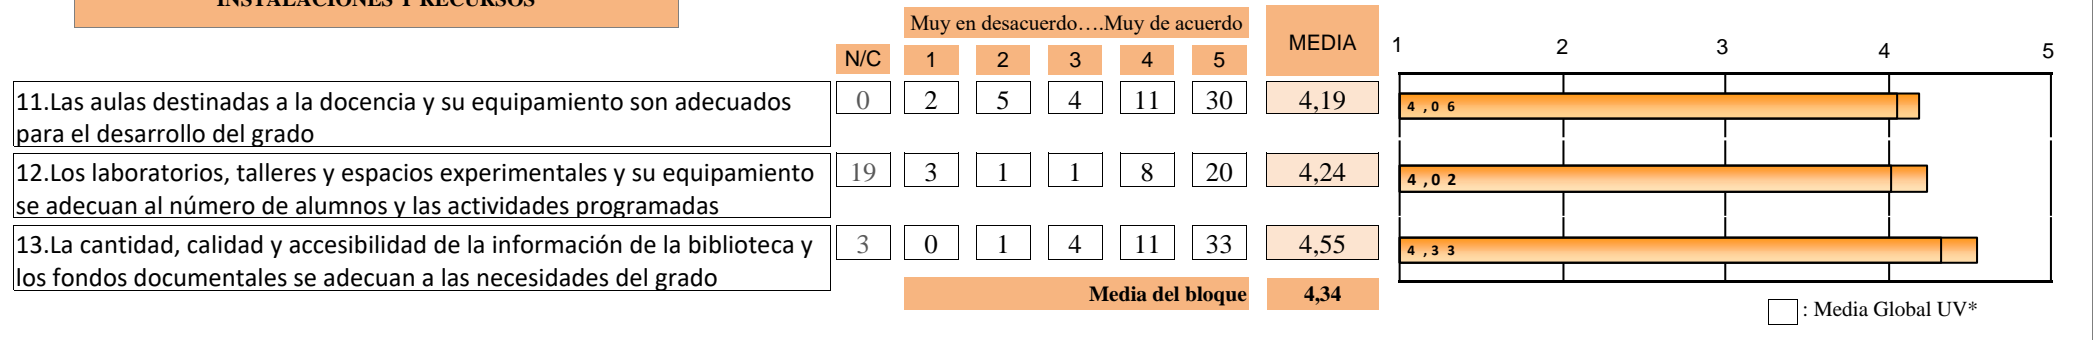 INSTALACIONES Y RECURSOS
Muy en desacuerdo….Muy de acuerdo
MEDIA
N/C 1 2 3 4 5
1 2 3 4 5
11.Las aulas destinadas a la docencia y su equipamiento son adecuados
para el desarrollo del grado
0 2 5 4 11 30 4,19
4,06
12.Los laboratorios, talleres y espacios experimentales y su equipamiento
se adecuan al número de alumnos y las actividades programadas
19 3 1 1 8 20 4,24
4,02
13.La cantidad, calidad y accesibilidad de la información de la biblioteca y
los fondos documentales se adecuan a las necesidades del grado
3 0 1 4 11 33 4,55
4,33
Media del bloque 4,34
: Media Global UV*